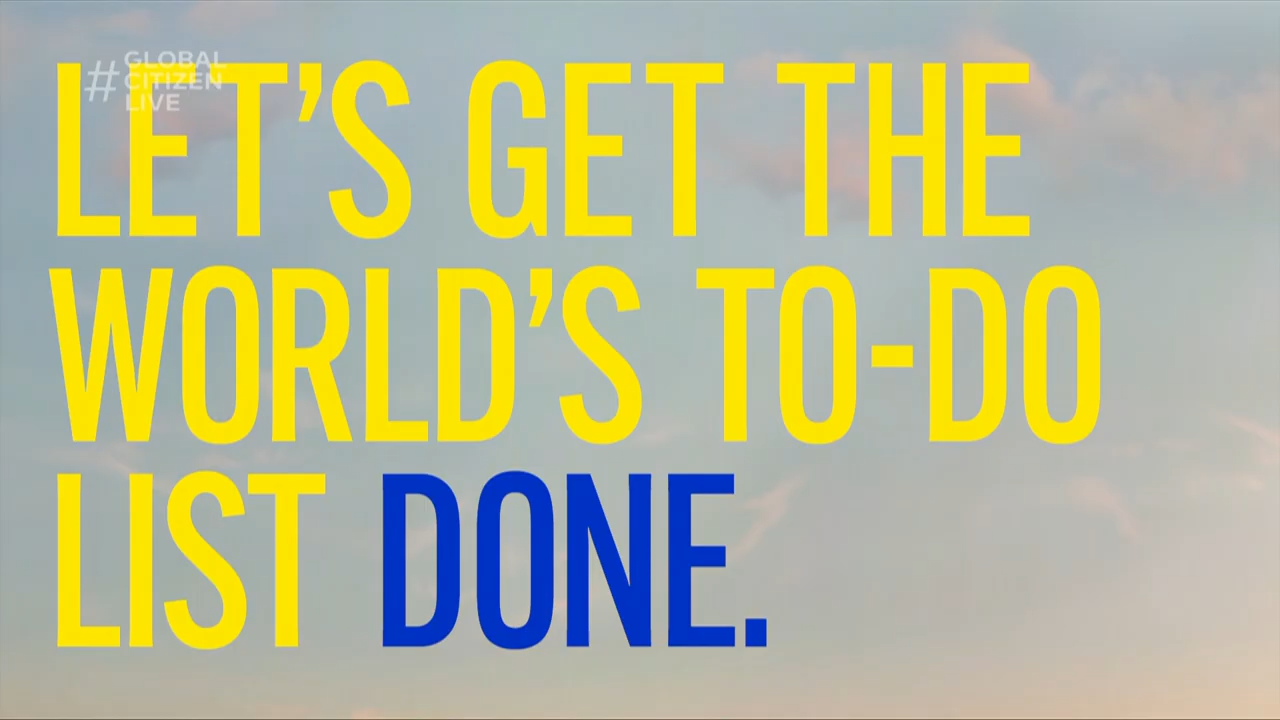 #GLOBAL
CITIZEN
LIVE
LET'S GET THE
WORLD'S TO-DO
LIST DONE.